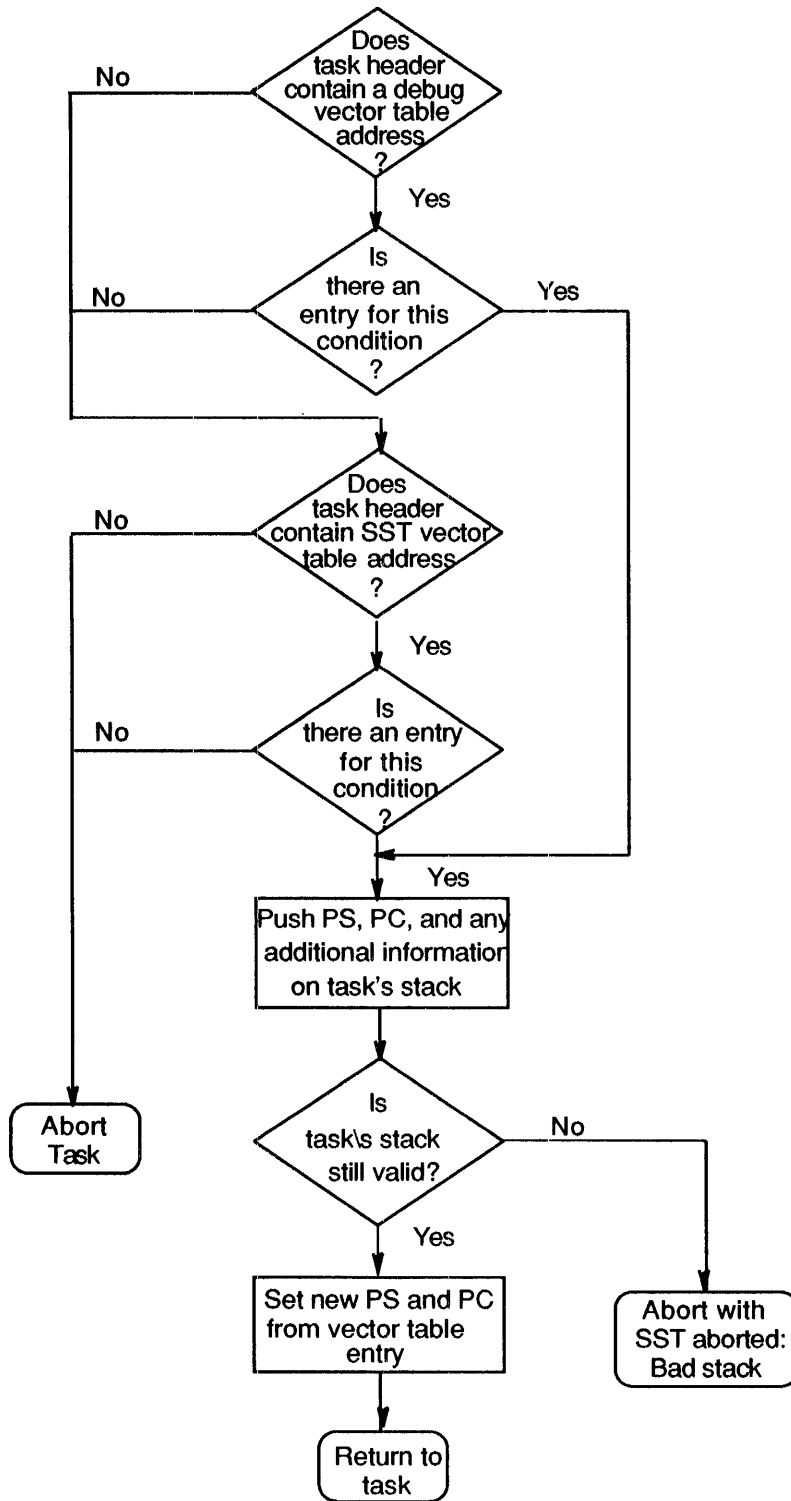 Does
task header
contain a debug
vector table
address
?
No
Yes
Is
there an
entry for this
condition
?
No
Yes
Does
task header
contain SST vector
table address
?
No
Yes
Is
there an entry
for this
condition
?
No
Yes
Push PS, PC, and any
additional information
on task's stack
Abort
Task
Is
task\s stack
still valid?
No
Yes
Set new PS and PC
from vector table
entry
Abort with
SST aborted:
Bad stack
Return to
task